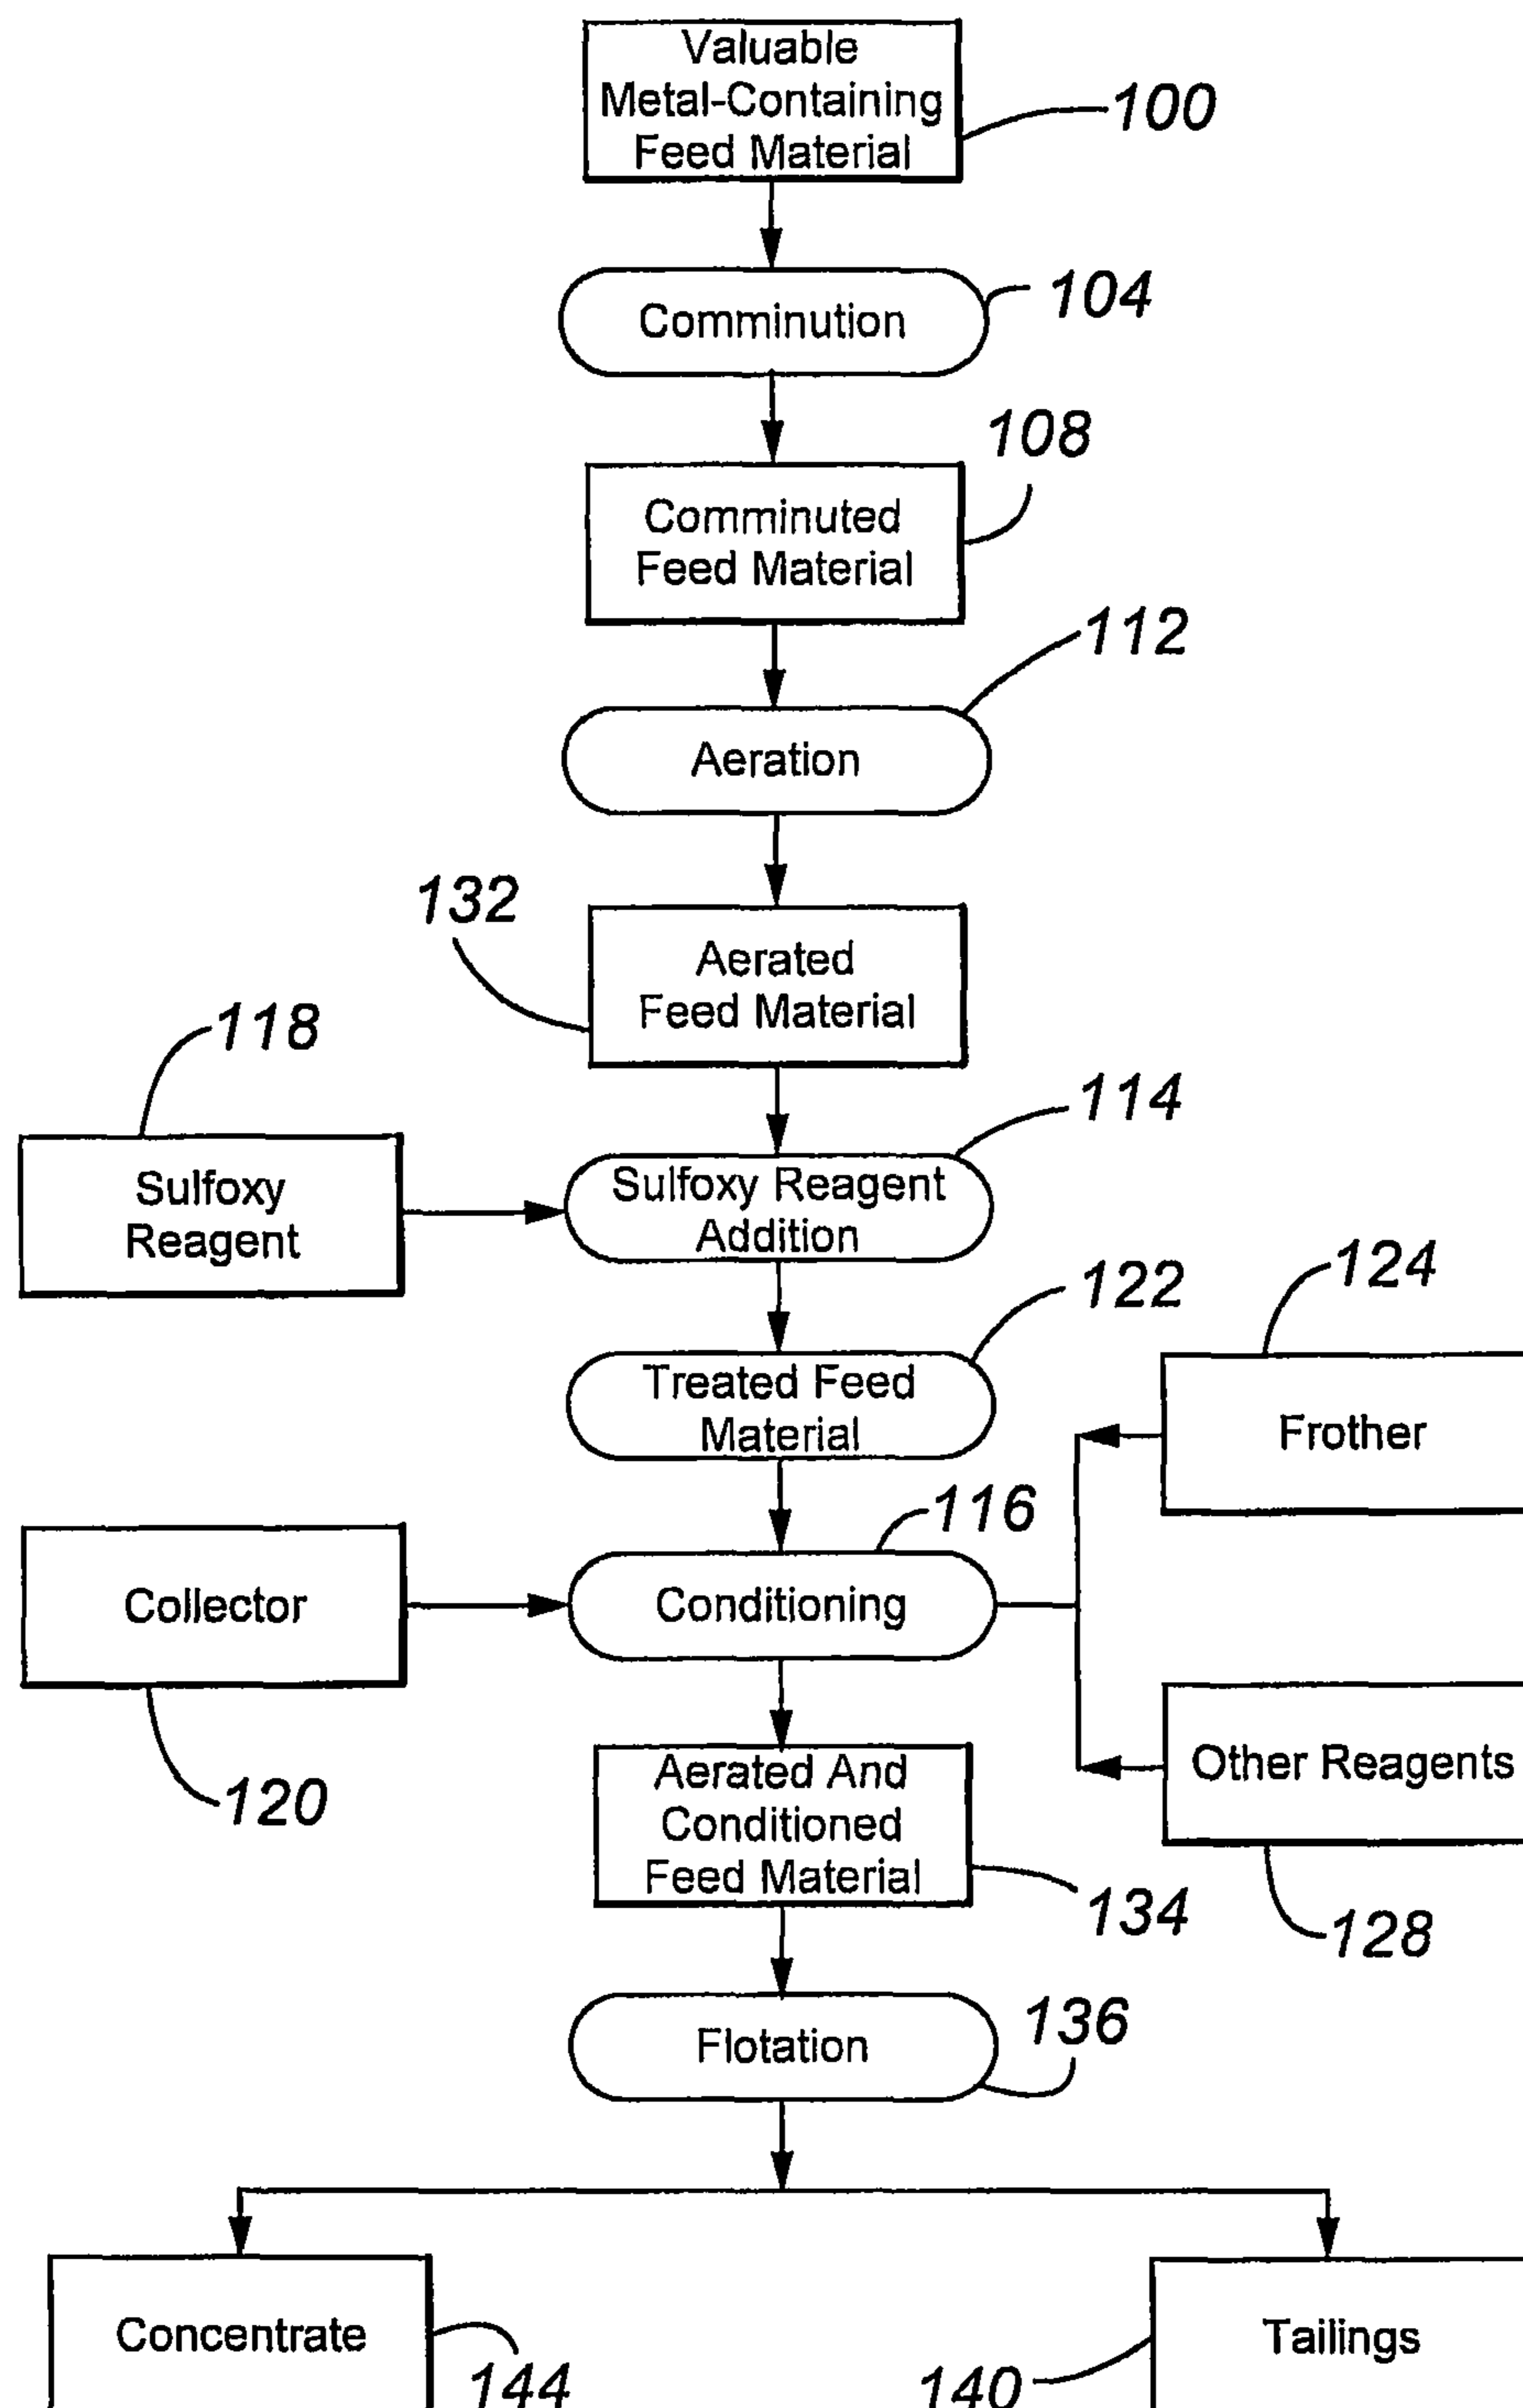 Valuable
Metal-Containing
Feed Material
100
Comminution
104
108
Comminuted
Feed Material
112
Aeration
132
Aerated
Feed Material
118
114
Sulfoxy
Reagent
Sulfoxy Reagent
Addition
122
124
Treated Feed
Material
Frother
116
Collector
Conditioning
120
Aerated And
Conditioned
Feed Material
Other Reagents
134
128
Flotation
136
Concentrate
Tailings
144
140